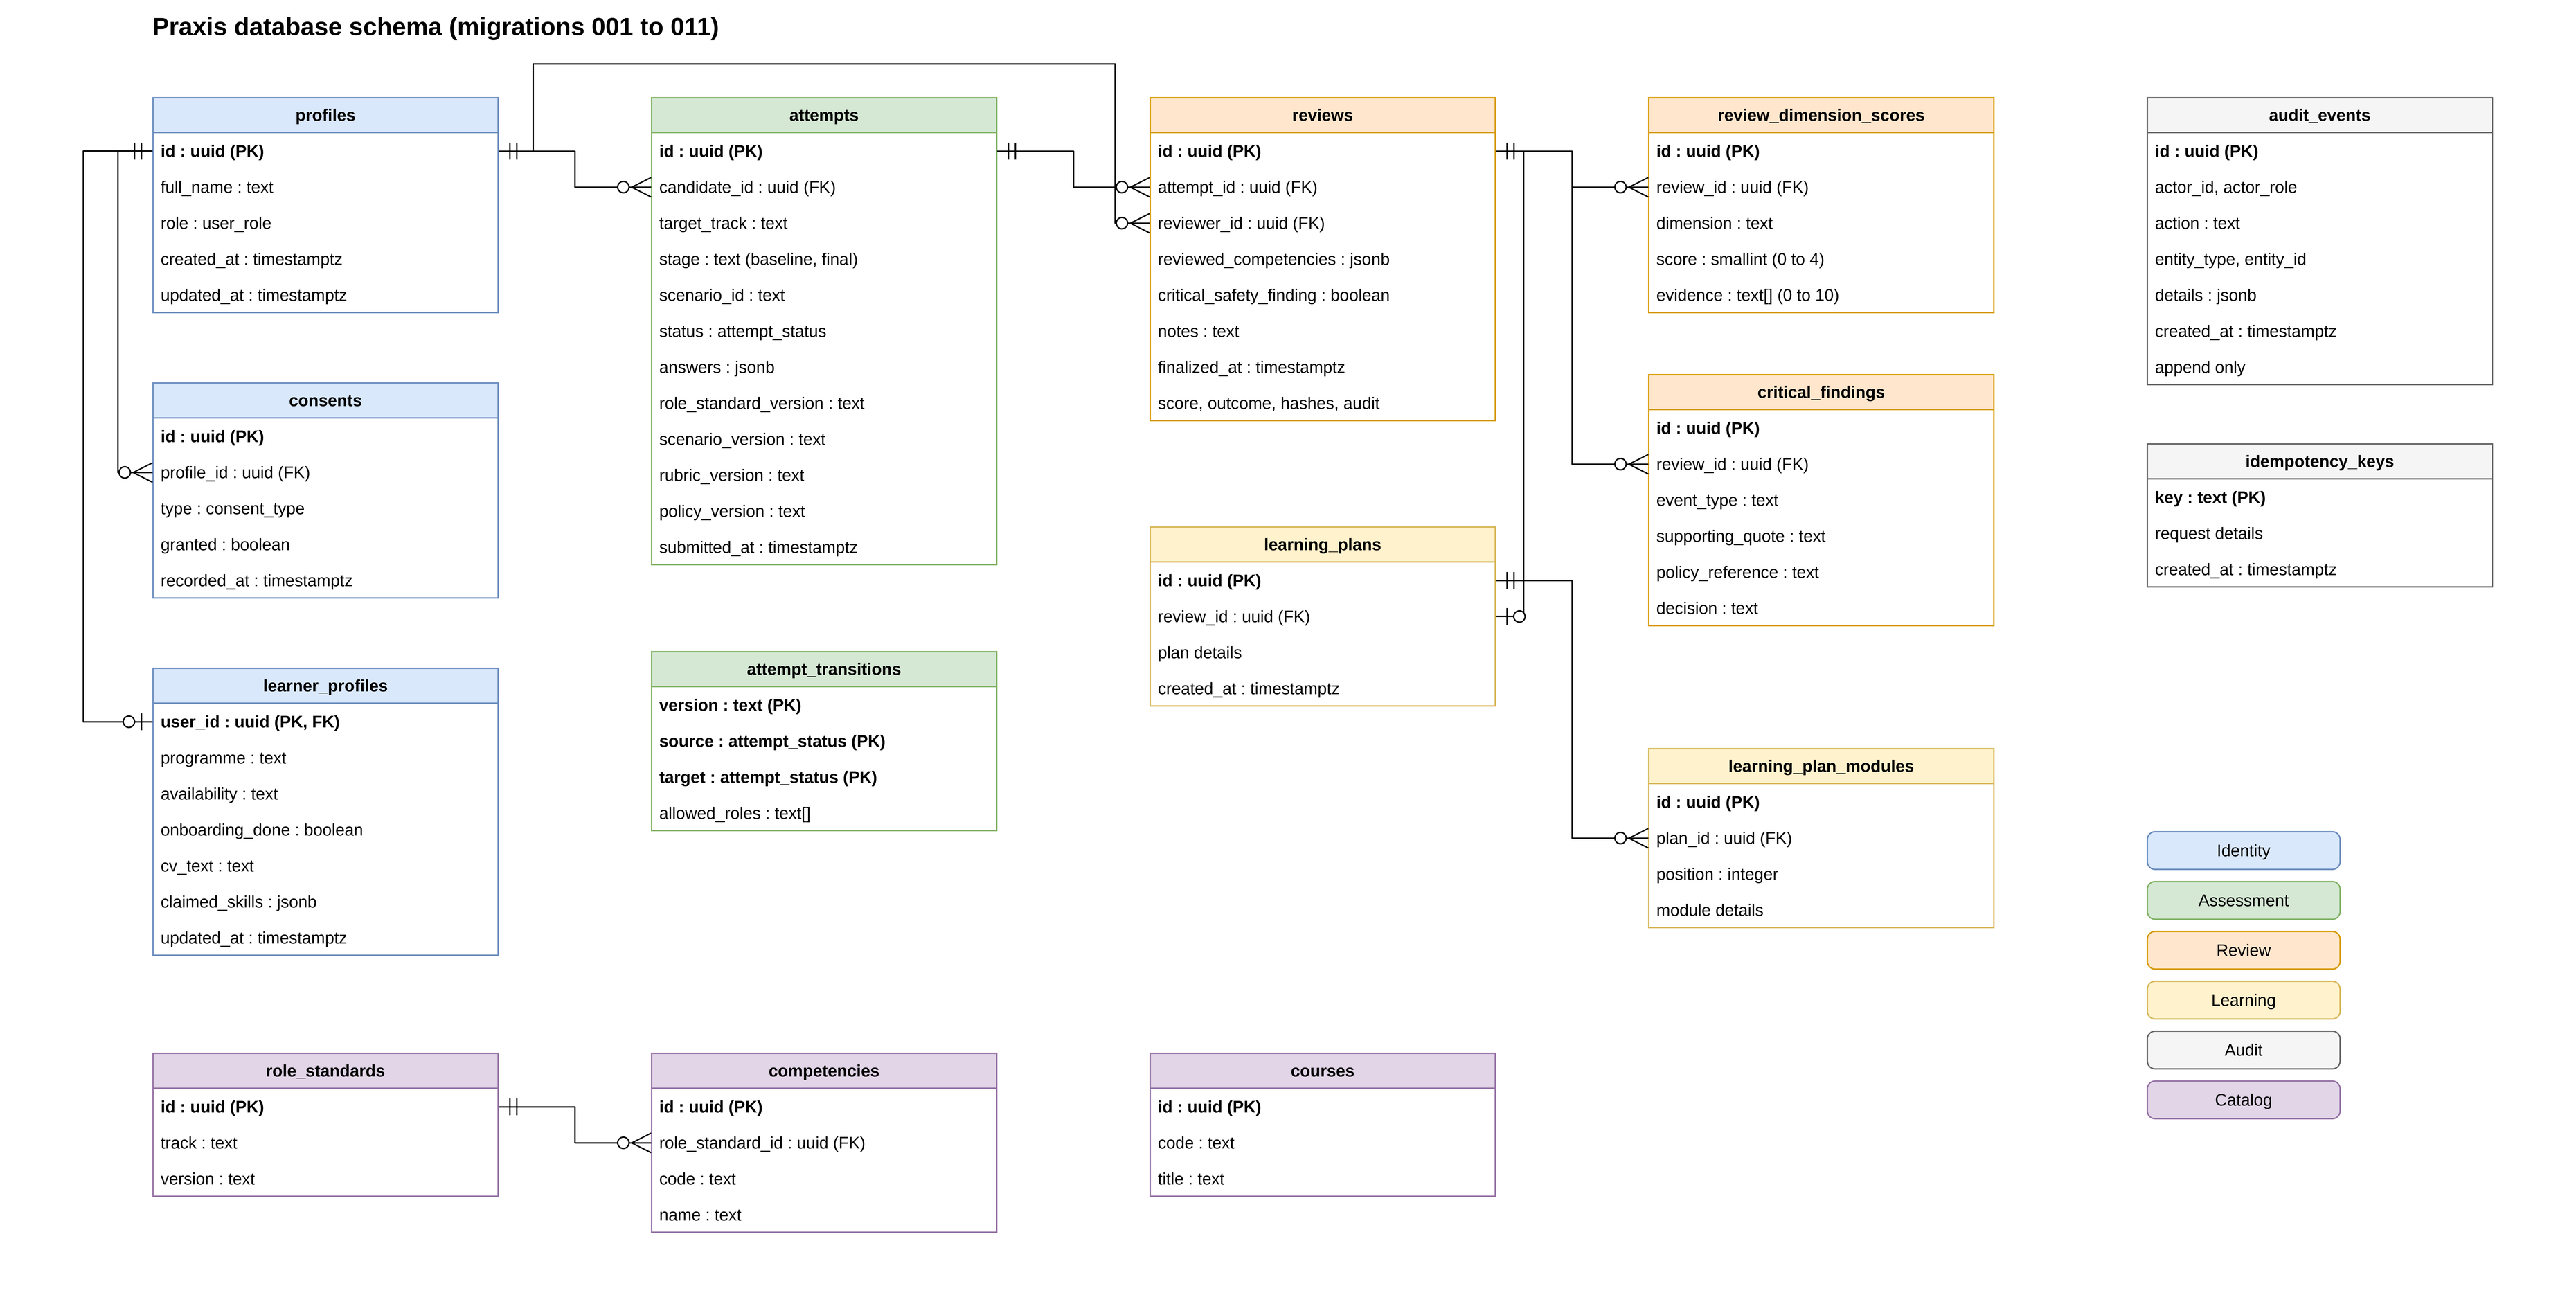 Praxis database schema (migrations 001 to 011)
profiles
id : uuid (PK)
full_name : text
role : user_role
created_at : timestamptz
updated_at : timestamptz
consents
id : uuid (PK)
profile_id : uuid (FK)
type : consent_type
granted : boolean
recorded_at : timestamptz
learner_profiles
user_id : uuid (PK, FK)
programme : text
availability : text
onboarding_done : boolean
cv_text : text
claimed_skills : jsonb
updated_at : timestamptz
attempts
id : uuid (PK)
candidate_id : uuid (FK)
target_track : text
stage : text (baseline, final)
scenario_id : text
status : attempt_status
answers : jsonb
role_standard_version : text
scenario_version : text
rubric_version : text
policy_version : text
submitted_at : timestamptz
attempt_transitions
version : text (PK)
source : attempt_status (PK)
target : attempt_status (PK)
allowed_roles : text[]
reviews
id : uuid (PK)
attempt_id : uuid (FK)
reviewer_id : uuid (FK)
reviewed_competencies : jsonb
critical_safety_finding : boolean
notes : text
finalized_at : timestamptz
score, outcome, hashes, audit
learning_plans
id : uuid (PK)
review_id : uuid (FK)
plan details
created_at : timestamptz
review_dimension_scores
id : uuid (PK)
review_id : uuid (FK)
dimension : text
score : smallint (0 to 4)
evidence : text[] (0 to 10)
critical_findings
id : uuid (PK)
review_id : uuid (FK)
event_type : text
supporting_quote : text
policy_reference : text
decision : text
learning_plan_modules
id : uuid (PK)
plan_id : uuid (FK)
position : integer
module details
audit_events
id : uuid (PK)
actor_id, actor_role
action : text
entity_type, entity_id
details : jsonb
created_at : timestamptz
append only
idempotency_keys
key : text (PK)
request details
created_at : timestamptz
Identity
Assessment
Review
Learning
Audit
Catalog
role_standards
id : uuid (PK)
track : text
version : text
competencies
id : uuid (PK)
role_standard_id : uuid (FK)
code : text
name : text
courses
id : uuid (PK)
code : text
title : text